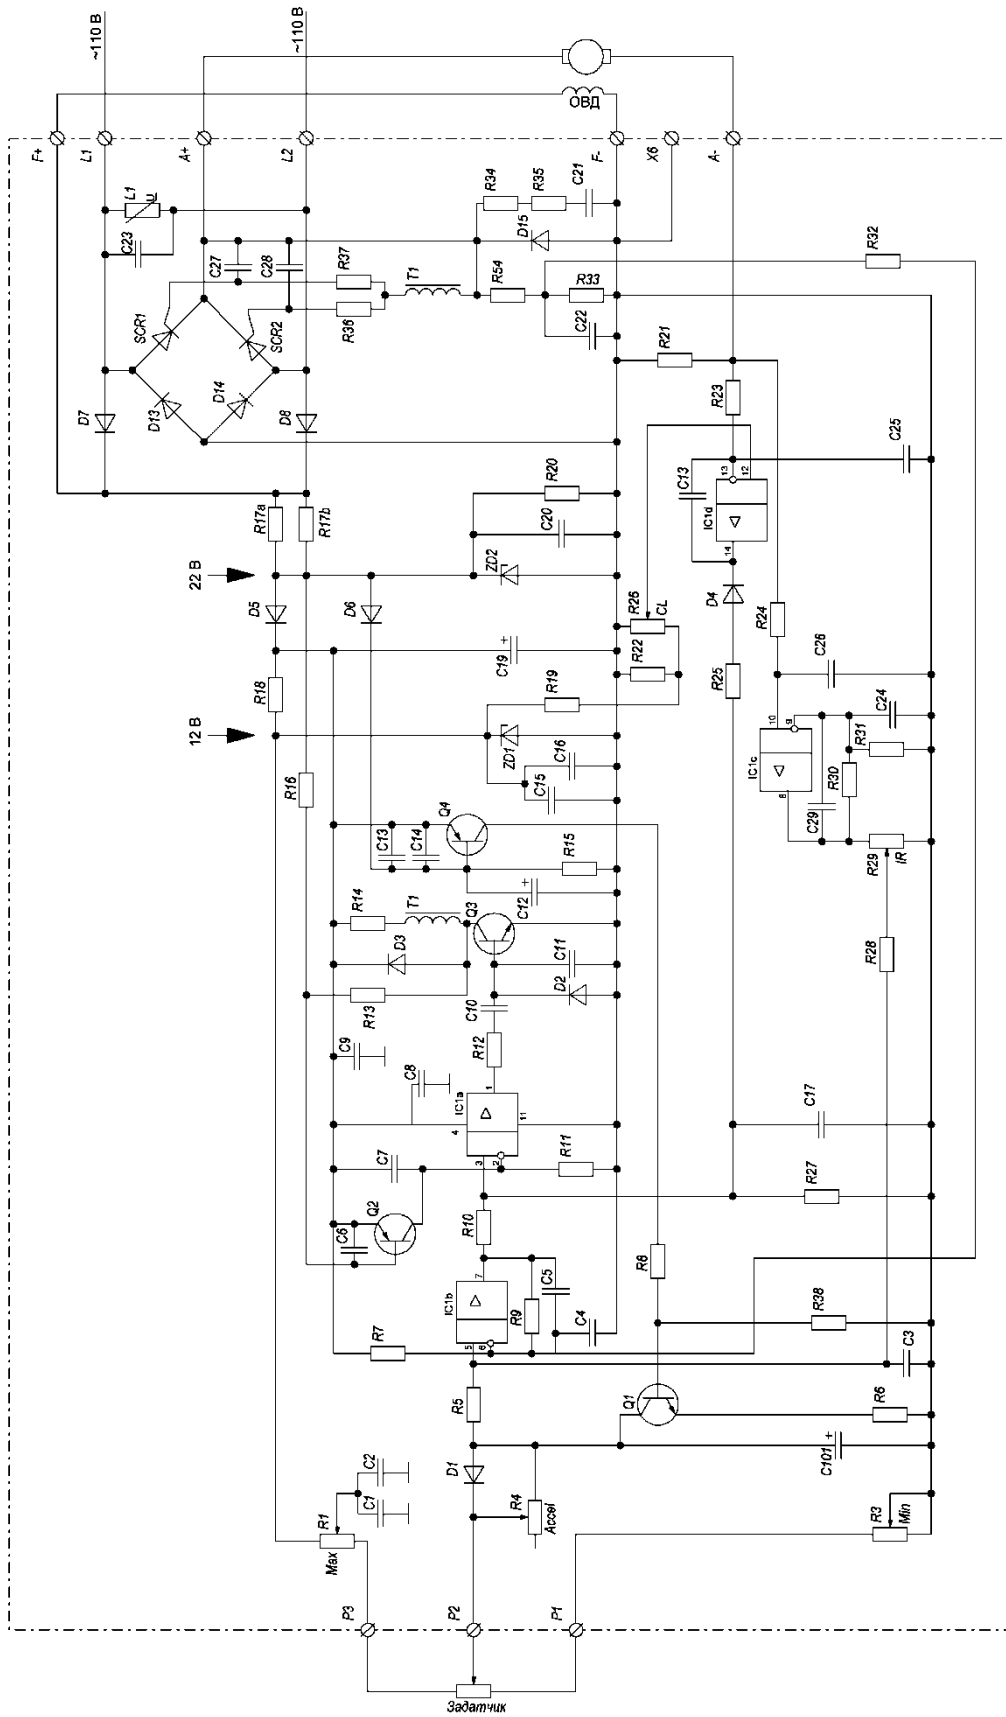 ~110 В
~110 В
F+
L1
A+
L2
ОВД
F-
X6
A-
L1
U
C23
C27
C28
R37
R36
T1
R34
R35
C21
D15
R54
R33
C22
R32
SCR1
SCR2
D13
D14
D7
D8
R21
R23
C25
R17a
R17b
R20
C20
ZD2
C13
13
12
IC1d
14
22 В
D5
D6
C19
+
R26
CL
R22
D4
R24
R25
C26
R18
R19
12 В
ZD1
C16
C15
10
9
IC1c
8
C24
R31
R30
C29
R29
IR
R16
Q4
C13
C14
R15
C12
+
R14
T1
Q3
D3
C11
D2
R13
C10
R28
C9
R12
C8
1
IC1a
4
11
3
2
C17
C7
R11
R27
Q2
C6
R10
7
IC1b
5
6
C5
R9
C4
R8
R38
R7
C3
R5
Q1
R6
D1
C101
+
C2
C1
R1
Max
R4
Accel
R3
Min
P3
P2
P1
Задатчик